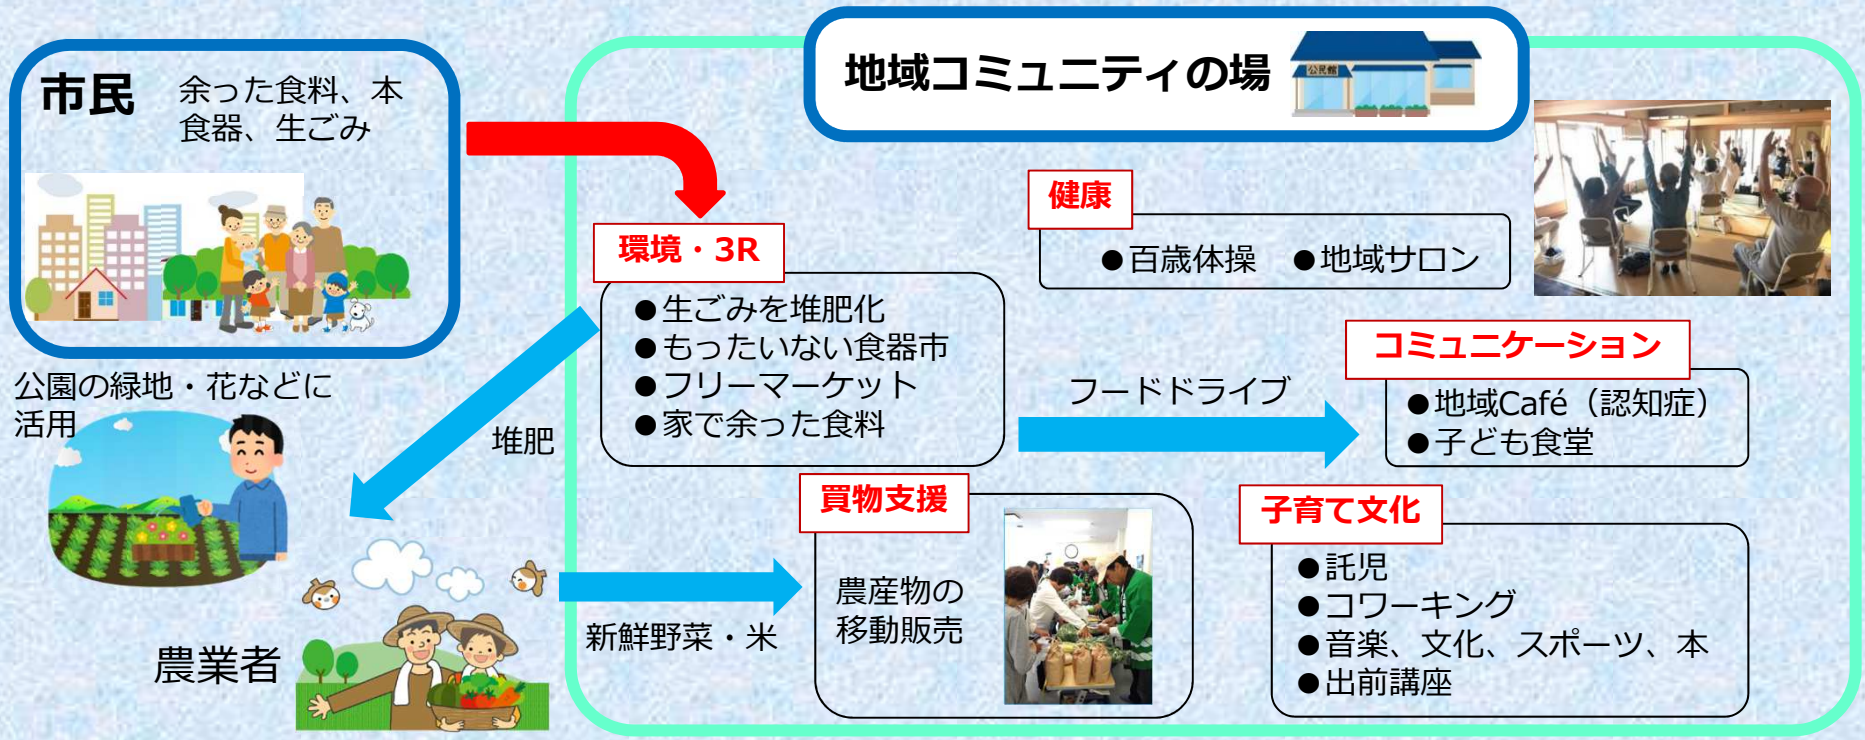 市民
余った食料、本
食器、生ごみ
地域コミュニティの場
公民館
健康
●百歳体操 ●地域サロン
環境・3R
●生ごみを堆肥化
●もったいない食器市
●フリーマーケット
●家で余った食料
フードドライブ
コミュニケーション
●地域Café（認知症）
●子ども食堂
公園の緑地・花などに
活用
堆肥
買物支援
農産物の
移動販売
子育て文化
●託児
●コワーキング
●音楽、文化、スポーツ、本
●出前講座
新鮮野菜・米
農業者